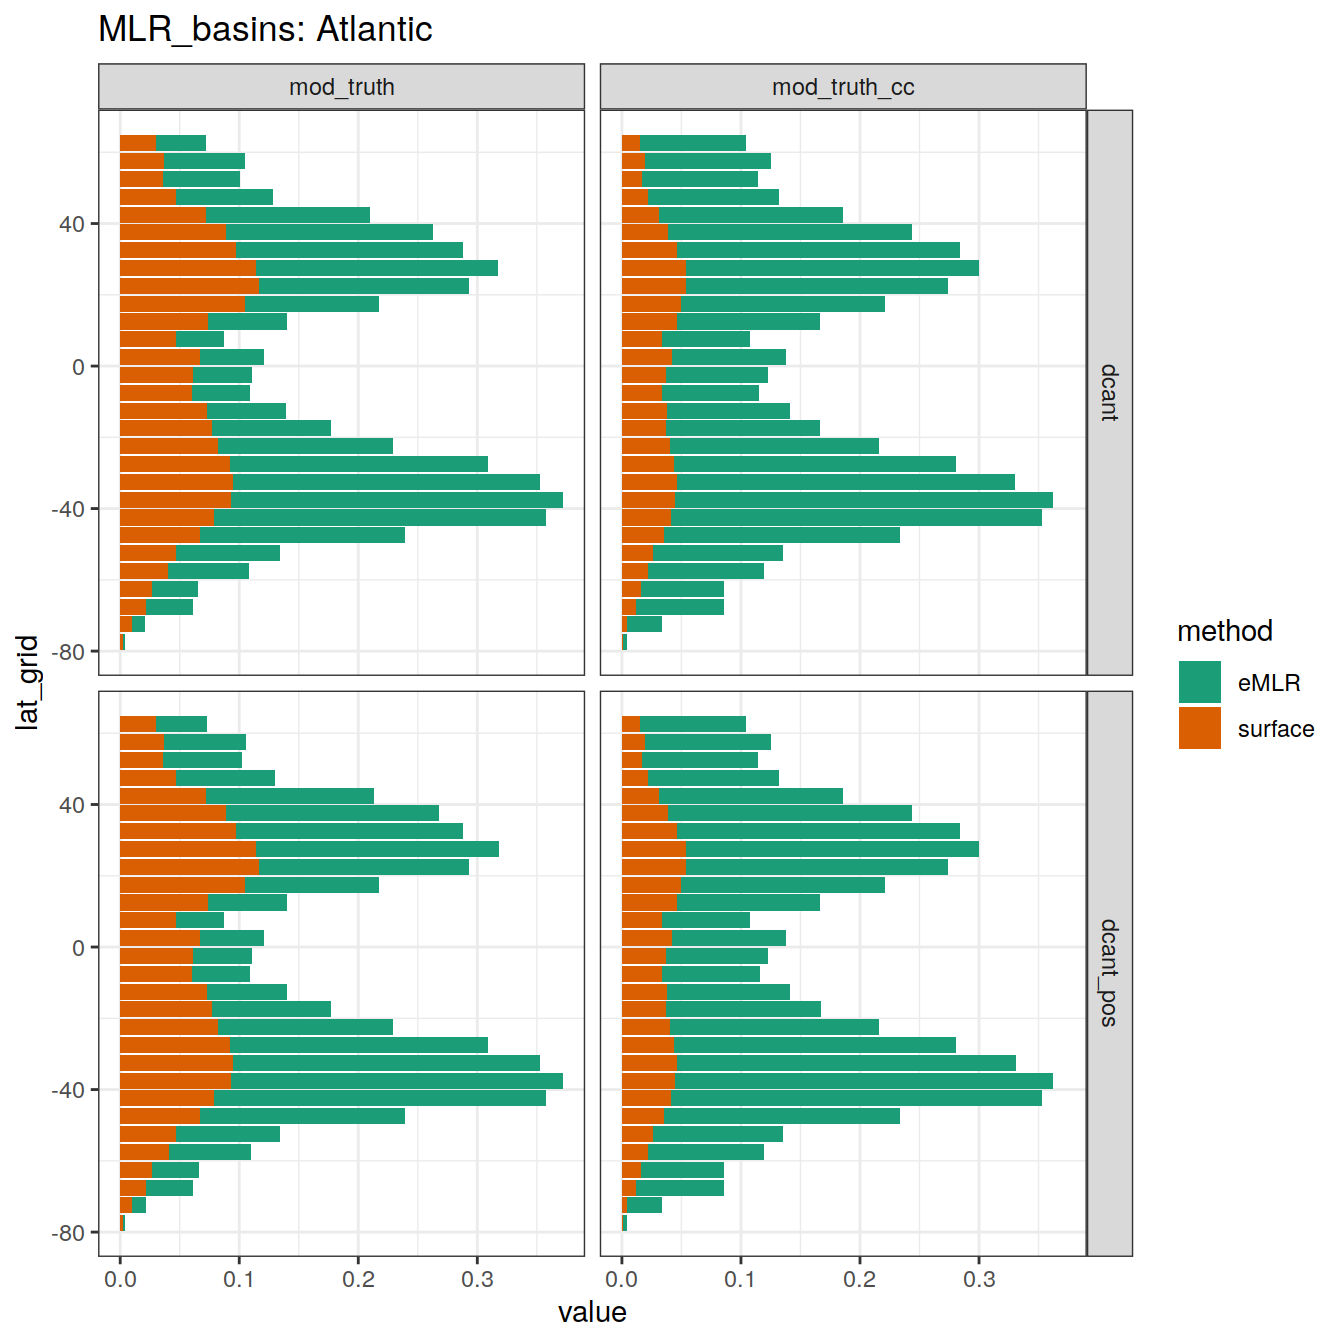 MLR_basins: Atlantic
mod_truth
mod_truth_cc
40
0
-40
-80
dcant
40
0
-40
-80
dcant_pos
lat_grid
0.0
0.1
0.2
0.3
0.0
0.1
0.2
0.3
value
method
eMLR
surface